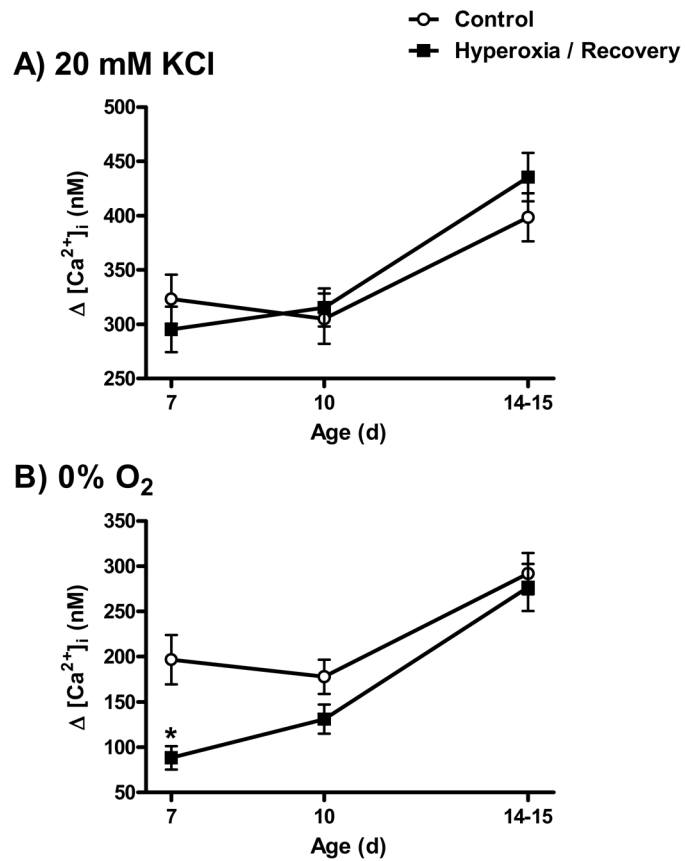 Control
Hyperoxia / Recovery
A) 20 mM KCl
500
450
400
350
300
250
Δ [Ca²⁺]ᵢ (nM)
7
10
14-15
Age (d)
B) 0% O₂
350
300
250
200
150
100
50
Δ [Ca²⁺]ᵢ (nM)
*
7
10
14-15
Age (d)